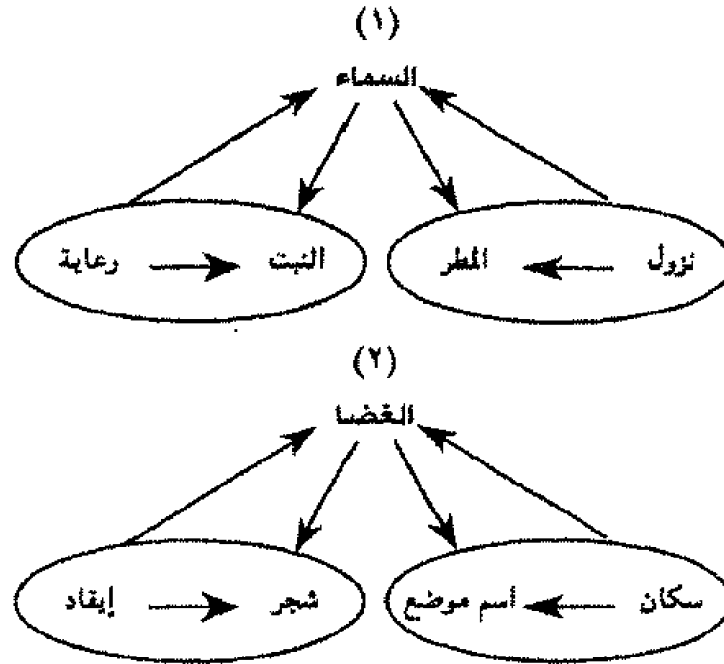 (١)
السماء
نزول المطر النبت رعاية
(٢)
الغضا
سكان اسم موضع شجر إيقاد